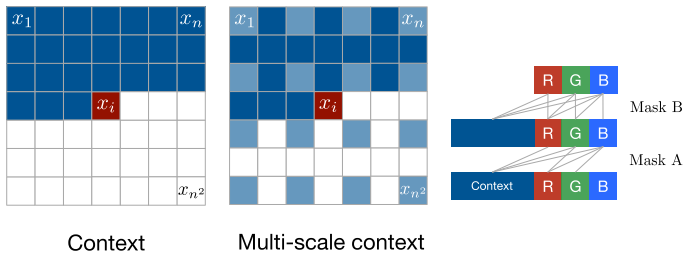 x_1 x_n
x_i
x_{n^2}
Context
x_1 x_n
x_i
x_{n^2}
Multi-scale context
R G B
Mask B
R G B
Mask A
Context R G B